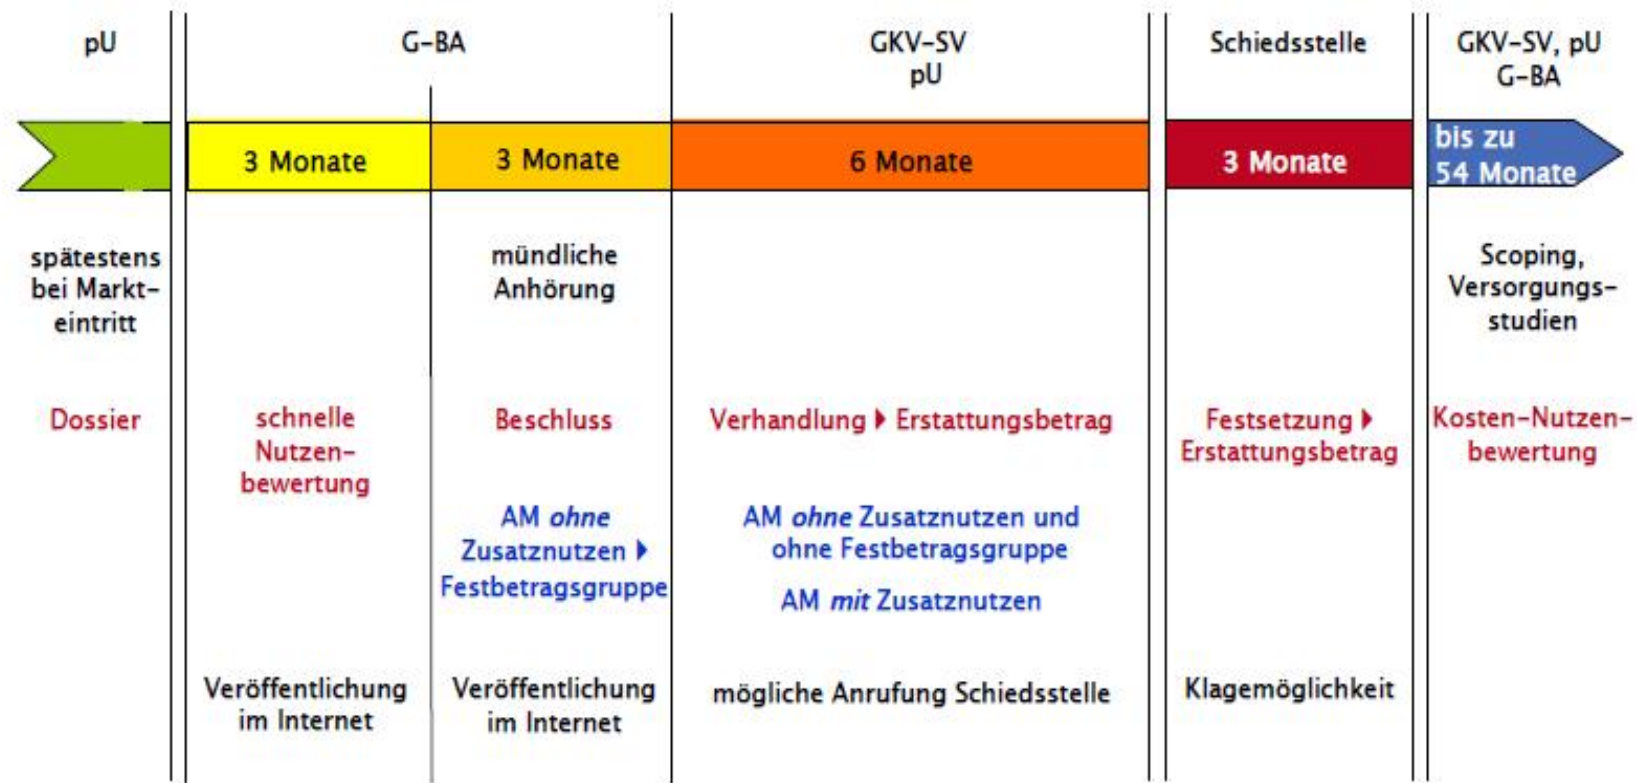 pU
G-BA
GKV-SV
pU
Schiedsstelle
GKV-SV, pU
G-BA
3 Monate
3 Monate
6 Monate
3 Monate
bis zu
54 Monate
spätestens
bei Markt-
eintritt
mündliche
Anhörung
Scoping,
Versorgungs-
studien
Dossier
schnelle
Nutzen-
bewertung
Beschluss
Verhandlung ▶ Erstattungsbetrag
Festsetzung ▶
Erstattungsbetrag
Kosten-Nutzen-
bewertung
AM ohne
Zusatznutzen ▶
Festbetragsgruppe
AM ohne Zusatznutzen und
ohne Festbetragsgruppe
AM mit Zusatznutzen
Veröffentlichung
im Internet
Veröffentlichung
im Internet
mögliche Anrufung Schiedsstelle
Klagemöglichkeit